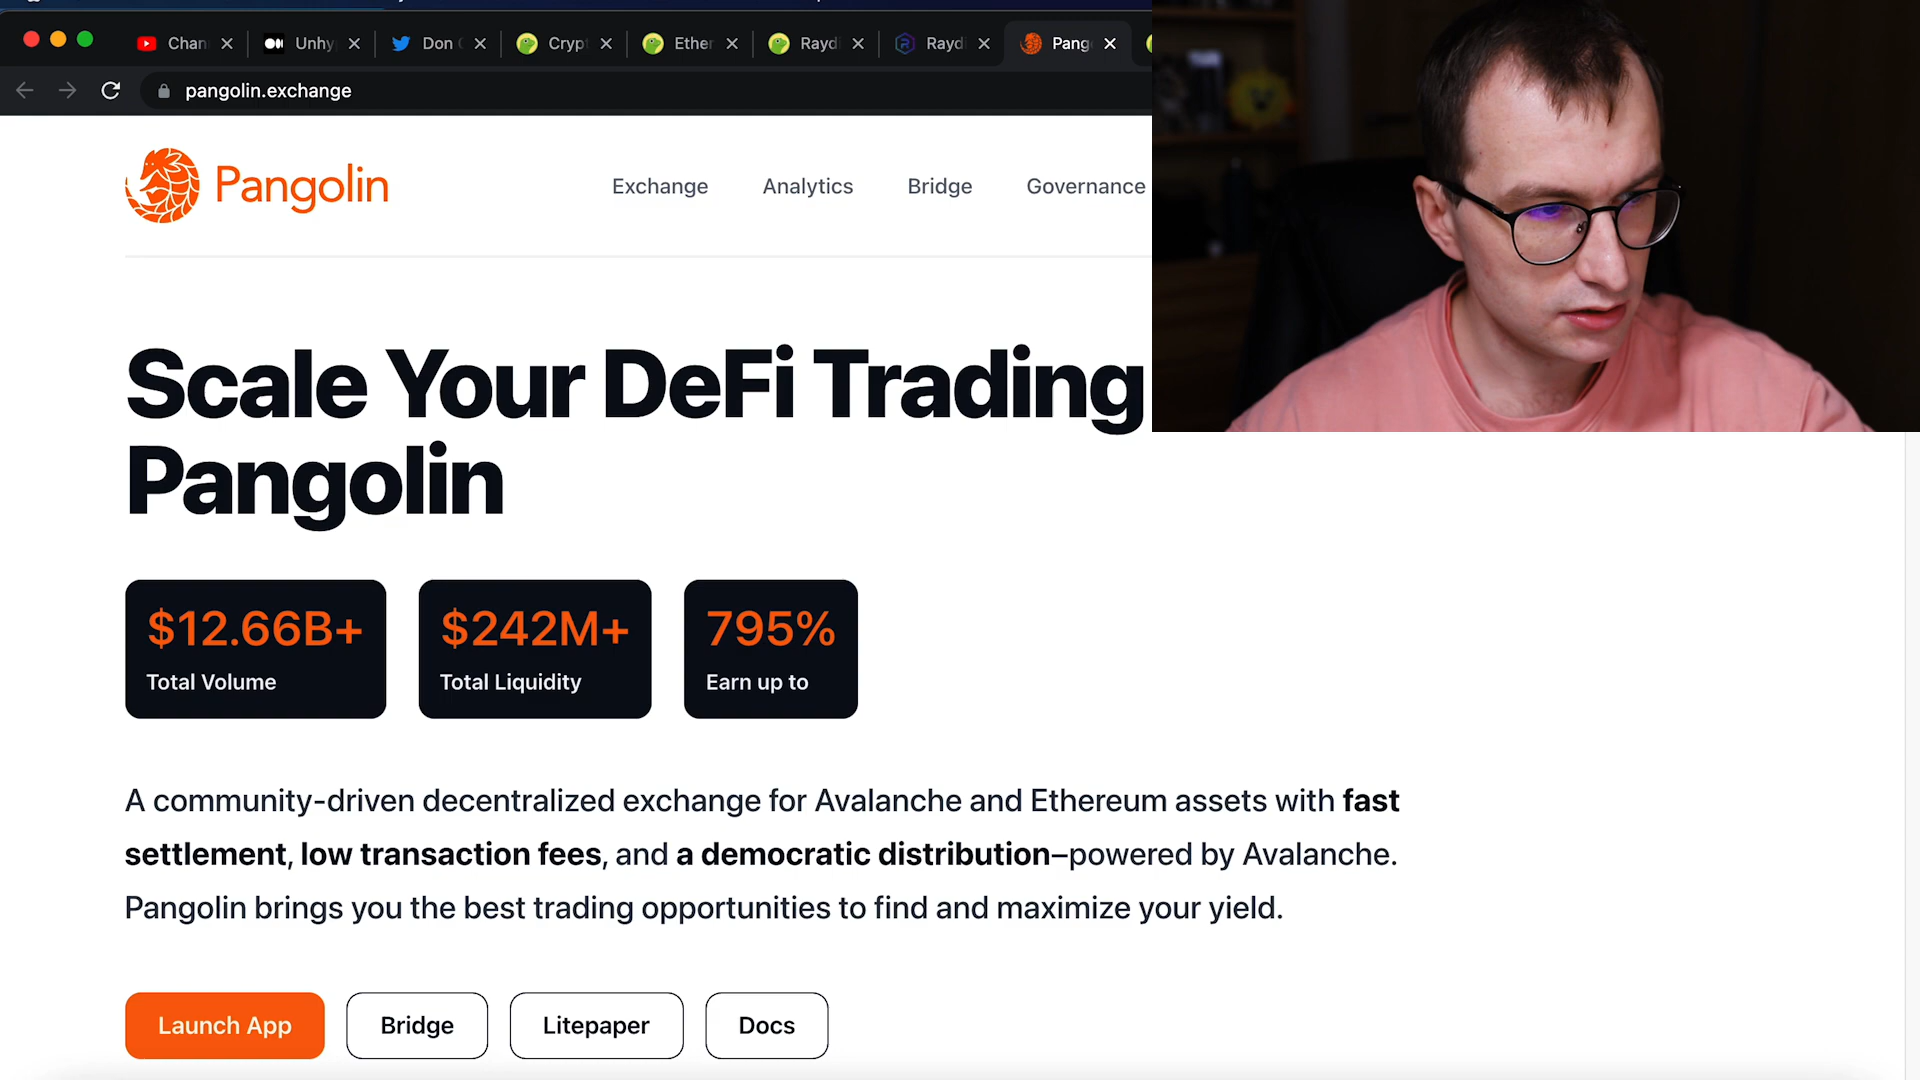 Chan
Unhy
Don
Crypt
Ether
Rayd
Rayd
Pang
pangolin.exchange
Pangolin
Exchange
Analytics
Bridge
Governance
Scale Your DeFi Trading
Pangolin
$12.66B+
Total Volume
$242M+
Total Liquidity
795%
Earn up to
A community-driven decentralized exchange for Avalanche and Ethereum assets with fast
settlement, low transaction fees, and a democratic distribution–powered by Avalanche.
Pangolin brings you the best trading opportunities to find and maximize your yield.
Launch App
Bridge
Litepaper
Docs